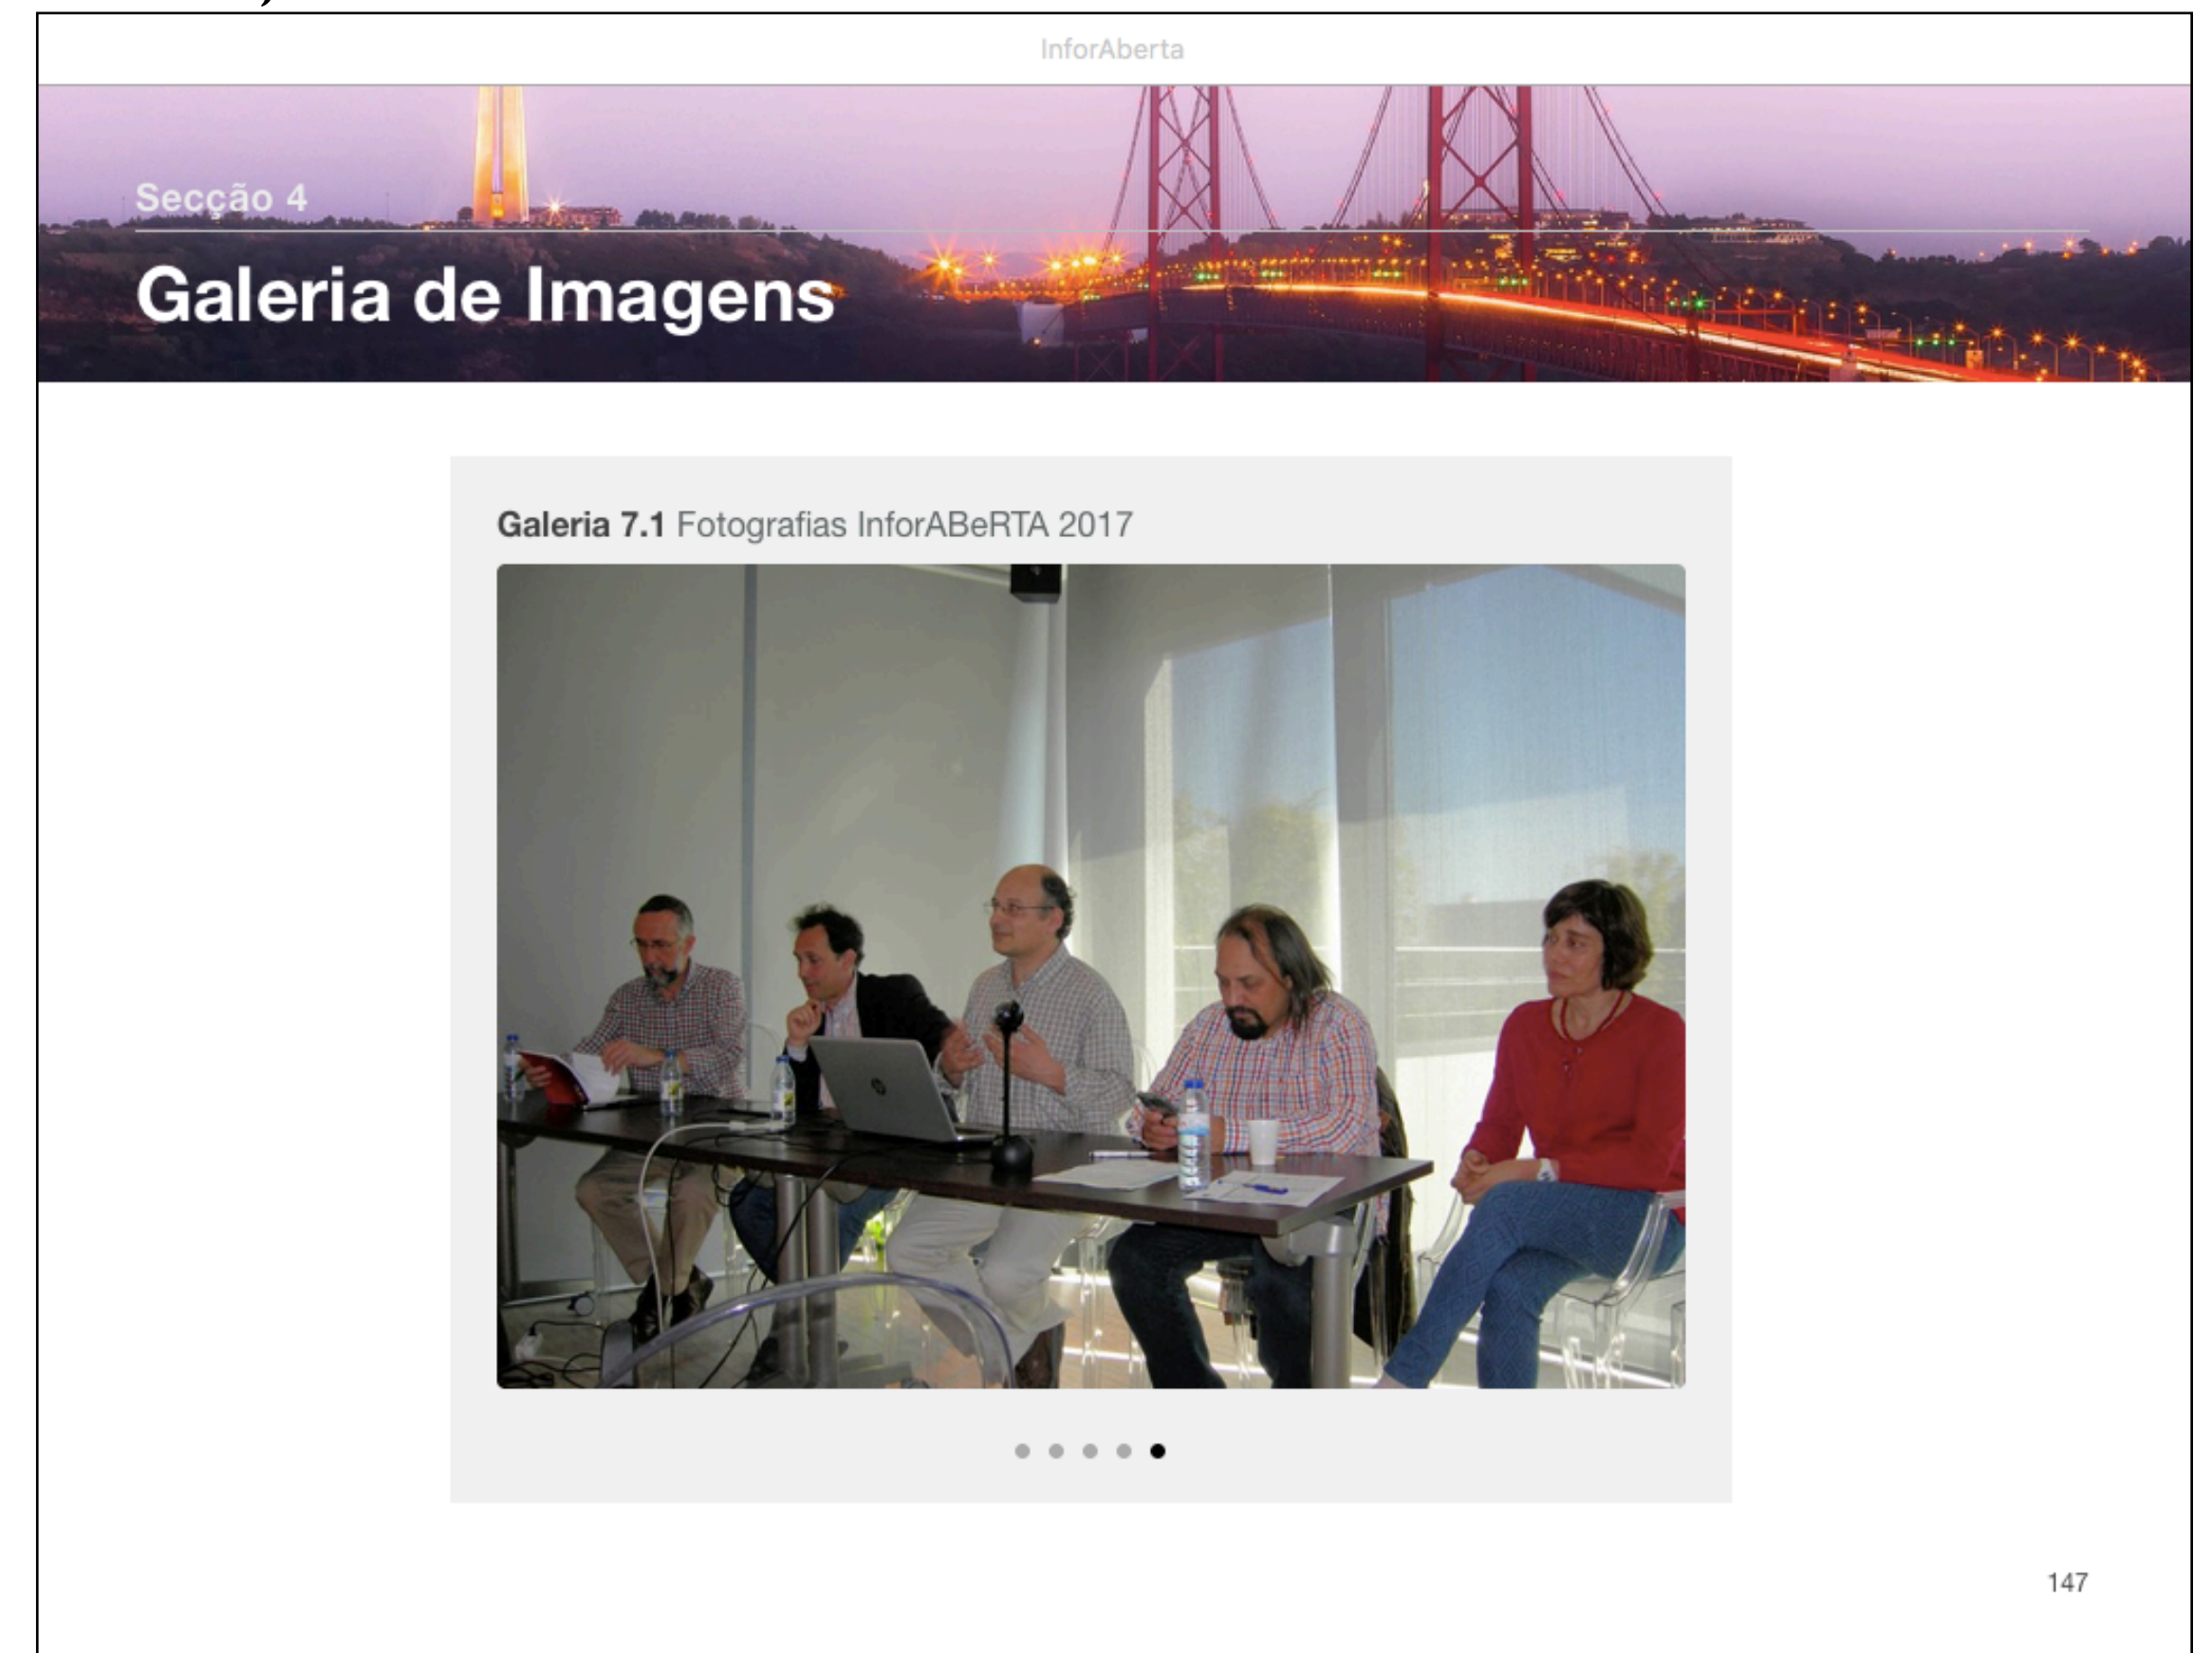 InforAberta
Secção 4
Galeria de Imagens
Galeria 7.1 Fotografias InforABeRTA 2017
147